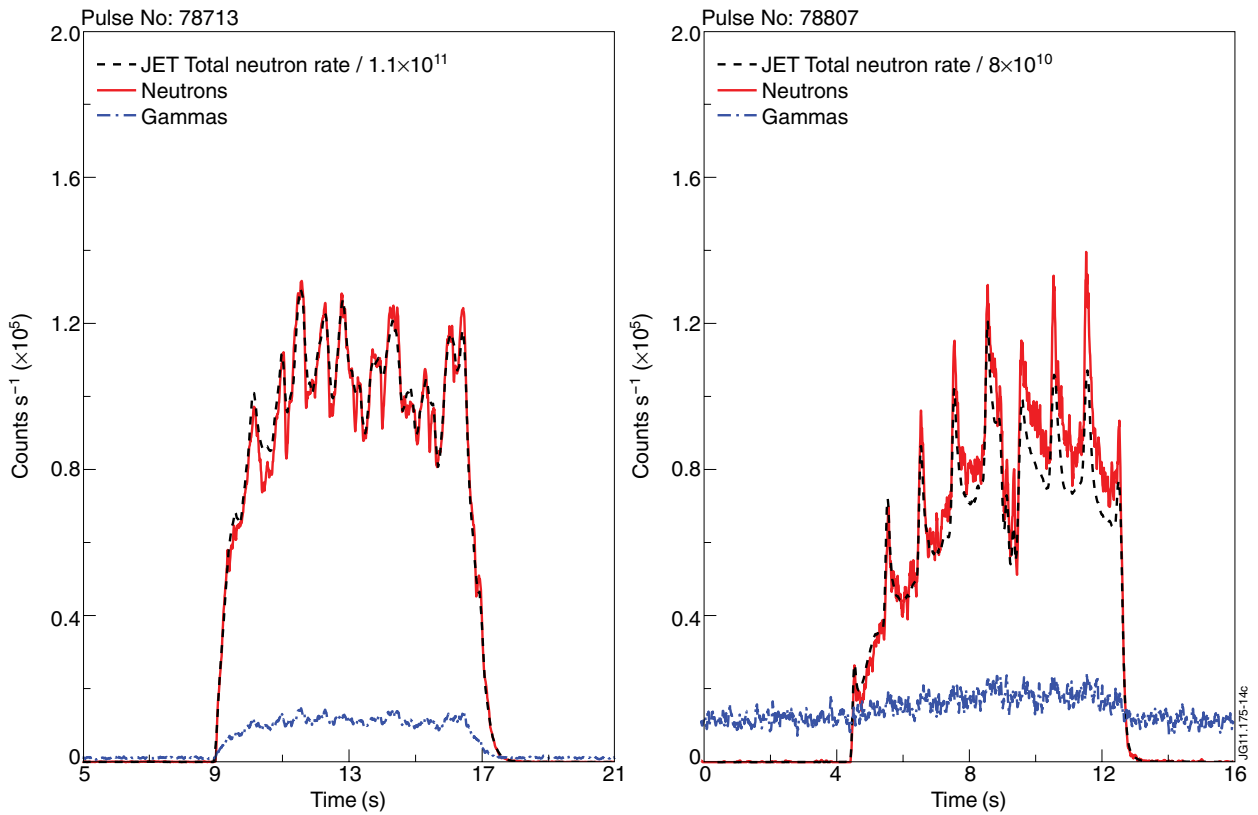 Pulse No: 78713
2.0
JET Total neutron rate / 1.1×10¹¹
Neutrons
Gammas
1.6
1.2
0.8
0.4
0
Counts s⁻¹ (×10⁵)
5
9
13
17
21
Time (s)
Pulse No: 78807
2.0
JET Total neutron rate / 8×10¹⁰
Neutrons
Gammas
1.6
1.2
0.8
0.4
0
Counts s⁻¹ (×10⁵)
0
4
8
12
16
Time (s)
JG11.175-14c